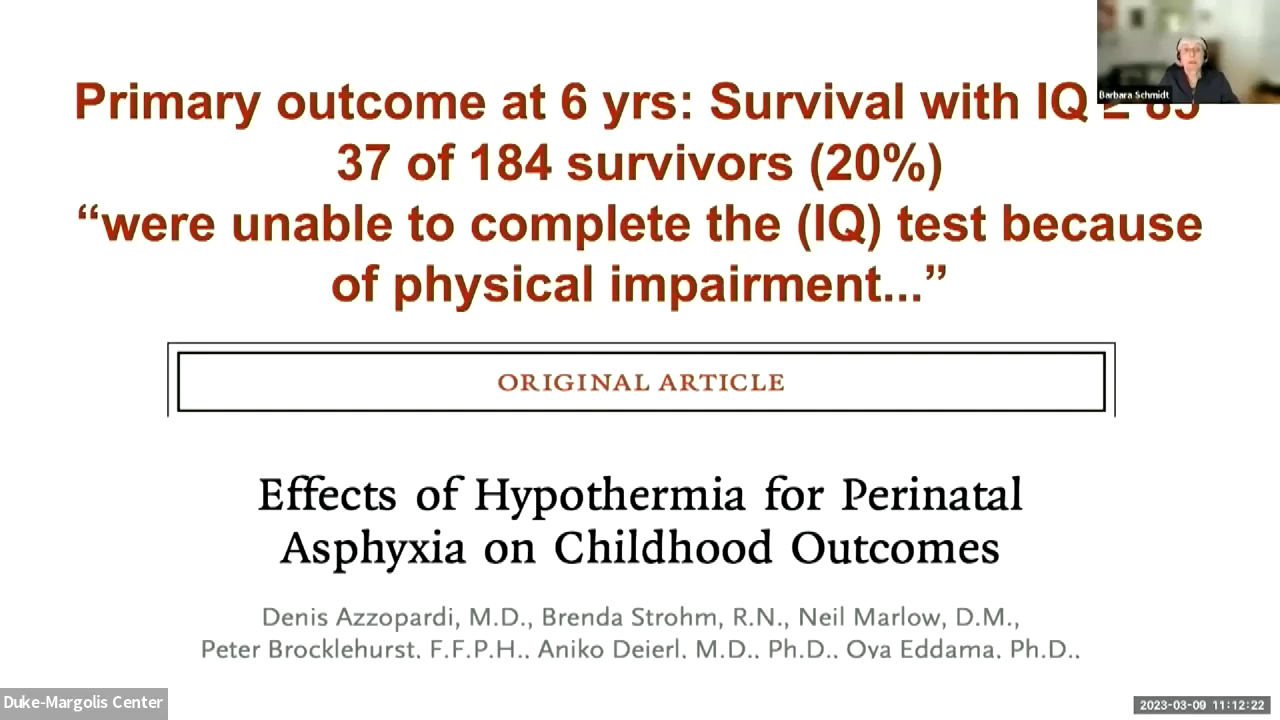 Primary outcome at 6 yrs: Survival with IQ
37 of 184 survivors (20%)
“were unable to complete the (IQ) test because
of physical impairment...”
ORIGINAL ARTICLE
Effects of Hypothermia for Perinatal
Asphyxia on Childhood Outcomes
Denis Azzopardi, M.D., Brenda Strohm, R.N., Neil Marlow, D.M.,
Peter Brocklehurst, F.F.P.H., Aniko Deierl, M.D., Ph.D., Oya Eddama, Ph.D.,
Barbara Schmidt
Duke-Margolis Center
2023-03-09 11:12:22